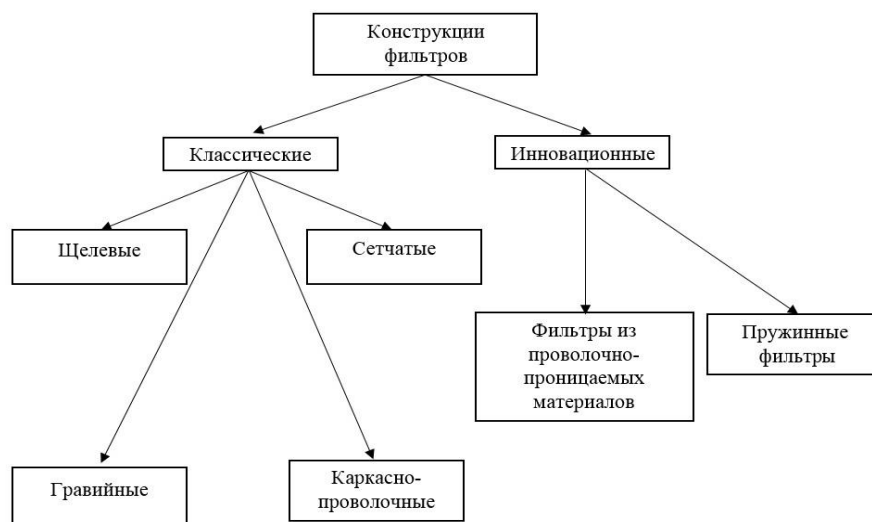 Конструкции
фильтров
Классические
Инновационные
Щелевые
Сетчатые
Фильтры из
проволочно-
проницаемых
материалов
Пружинные
фильтры
Гравийные
Каркасно-
проволочные